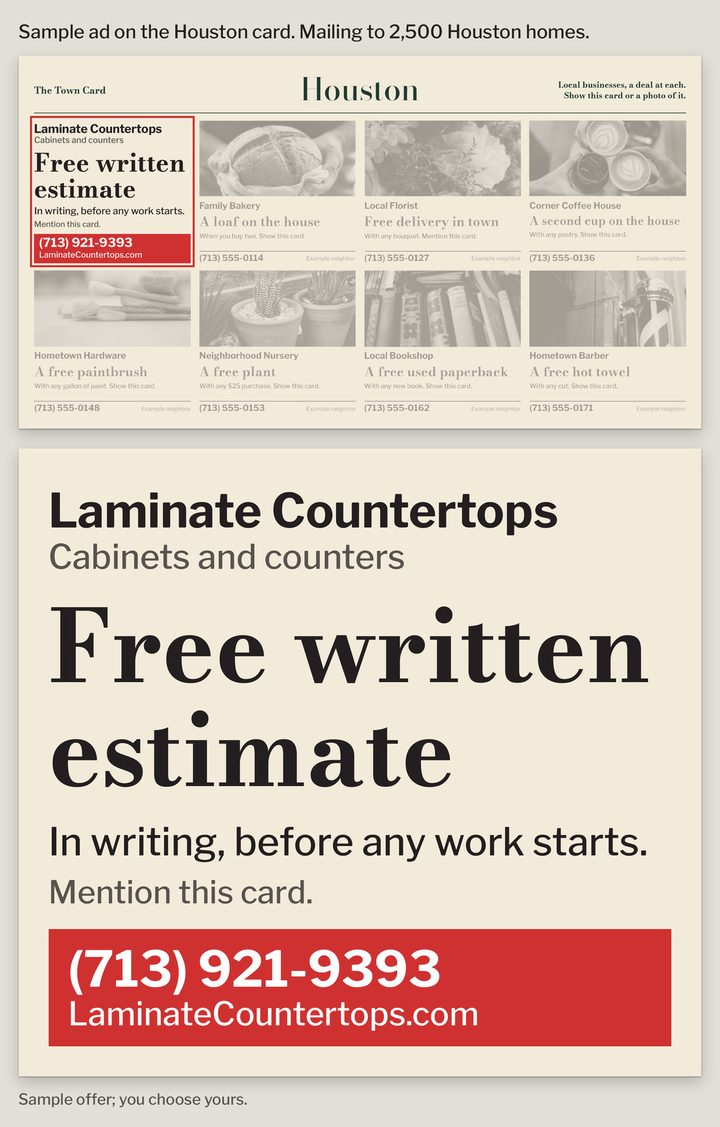 Sample ad on the Houston card. Mailing to 2,500 Houston homes.
The Town Card
Houston
Local businesses, a deal at each.
Show this card or a photo of it.
Laminate Countertops
Cabinets and counters
Free written
estimate
In writing, before any work starts.
Mention this card.
(713) 921-9393
LaminateCountertops.com
Family Bakery
A loaf on the house
When you buy two. Show this card.
(713) 555-0114
Example neighbor
Local Florist
Free delivery in town
With any bouquet. Mention this card.
(713) 555-0127
Example neighbor
Corner Coffee House
A second cup on the house
With any pastry. Show this card.
(713) 555-0136
Example neighbor
Hometown Hardware
A free paintbrush
With any gallon of paint. Show this card.
(713) 555-0148
Example neighbor
Neighborhood Nursery
A free plant
With any $25 purchase. Show this card.
(713) 555-0153
Example neighbor
Local Bookshop
A free used paperback
With any new book. Show this card.
(713) 555-0162
Example neighbor
Hometown Barber
A free hot towel
With any cut. Show this card.
(713) 555-0171
Example neighbor
Laminate Countertops
Cabinets and counters
Free written
estimate
In writing, before any work starts.
Mention this card.
(713) 921-9393
LaminateCountertops.com
Sample offer; you choose yours.